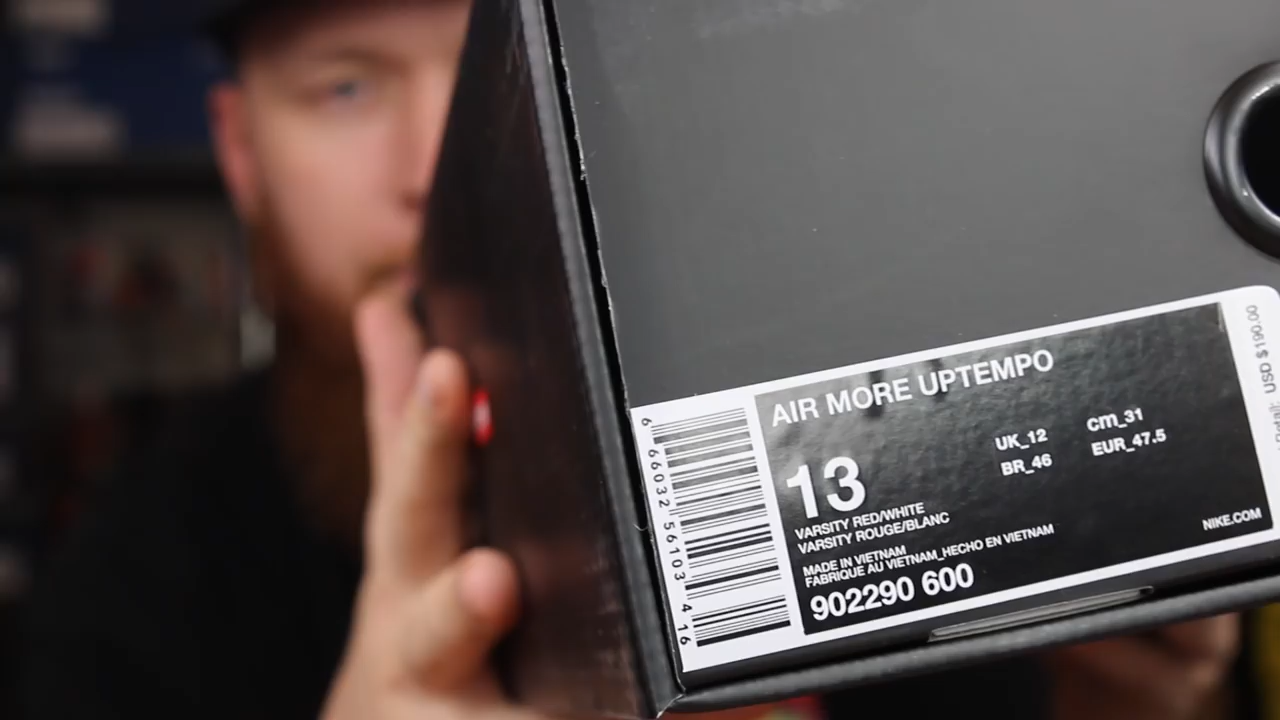 AIR MORE UPTEMPO
13
UK_12 cm_31
BR_46 EUR_47.5
VARSITY RED/WHITE
VARSITY ROUGE/BLANC
MADE IN VIETNAM
FABRIQUE AU VIETNAM_HECHO EN VIETNAM
902290 600
NIKE.COM
USD $190.00
6 66032 56103 4 16